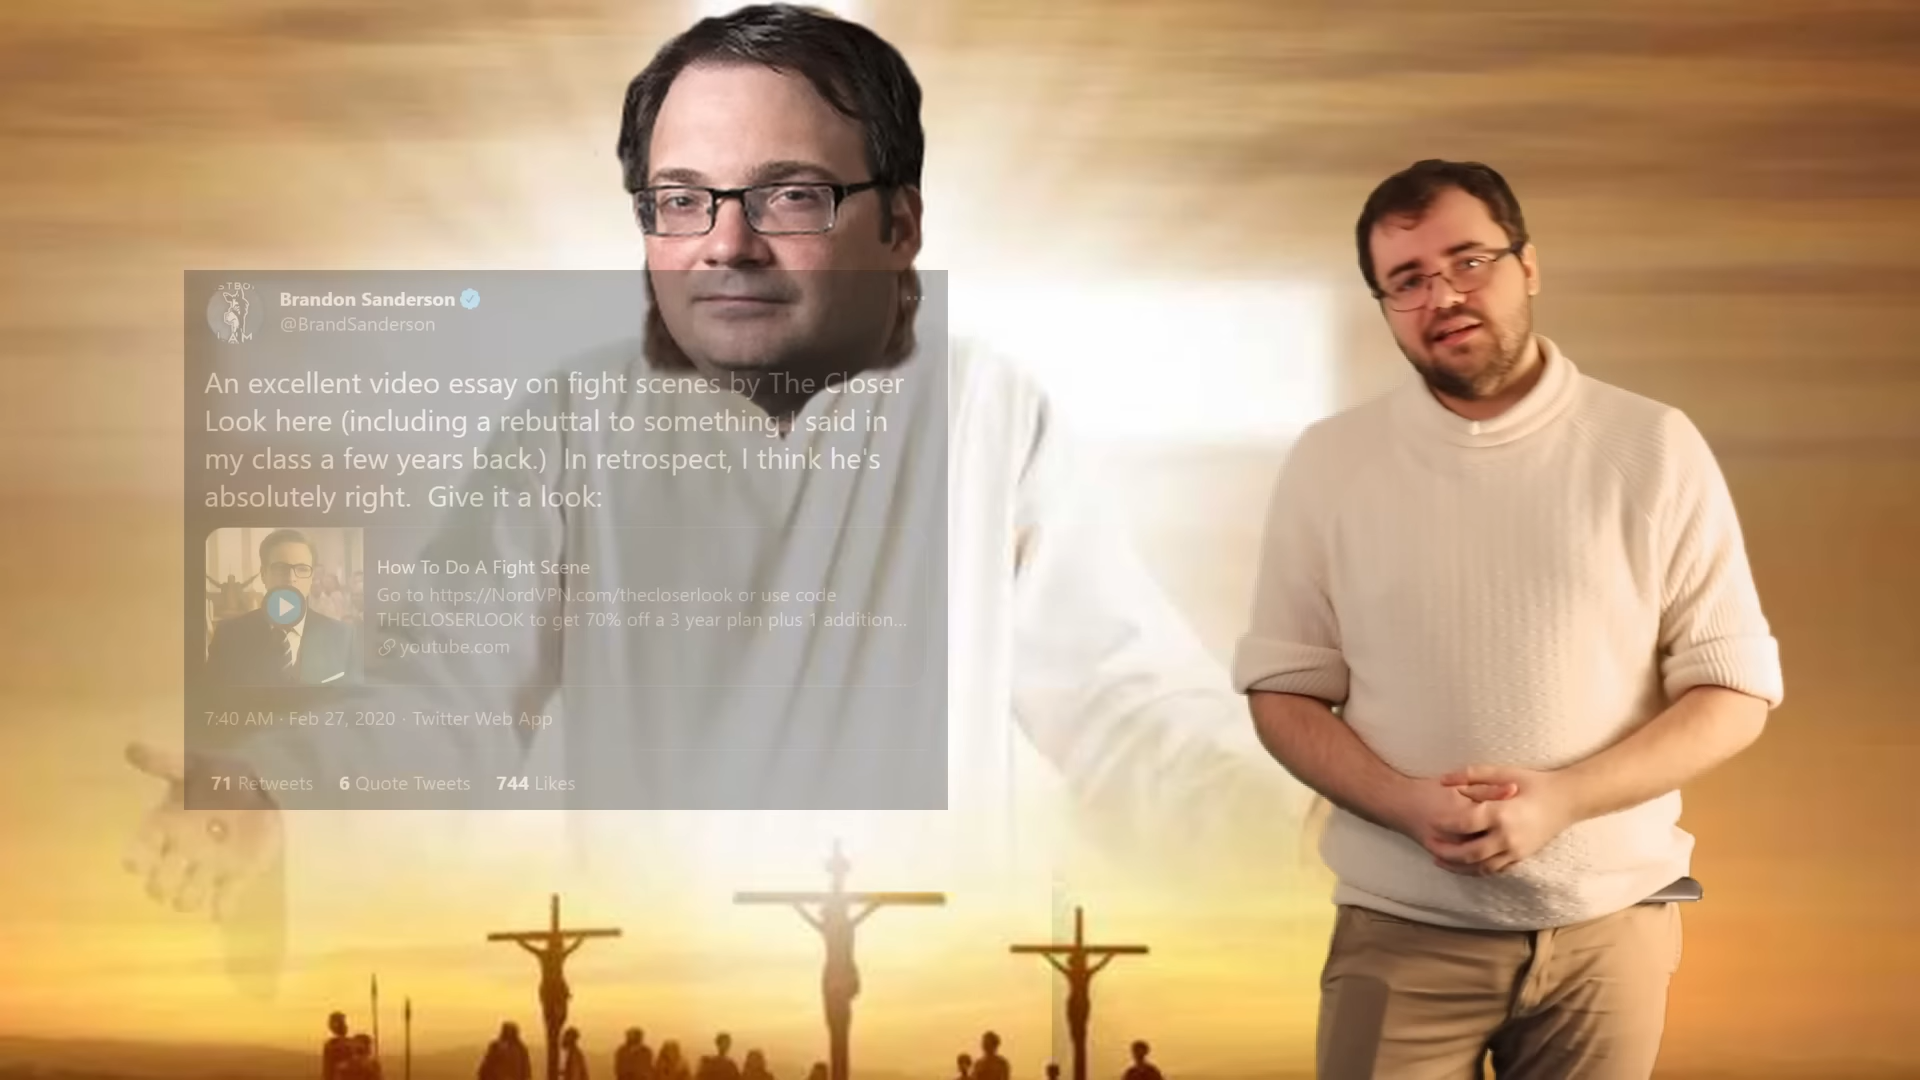 Brandon Sanderson
@BrandSanderson
An excellent video essay on fight scenes by The Closer
Look here (including a rebuttal to something I said in
my class a few years back.)  In retrospect, I think he's
absolutely right.  Give it a look:
How To Do A Fight Scene
Go to https://NordVPN.com/thecloserlook or use code
THECLOSERLOOK to get 70% off a 3 year plan plus 1 addition...
youtube.com
7:40 AM · Feb 27, 2020 · Twitter Web App
71 Retweets 6 Quote Tweets 744 Likes